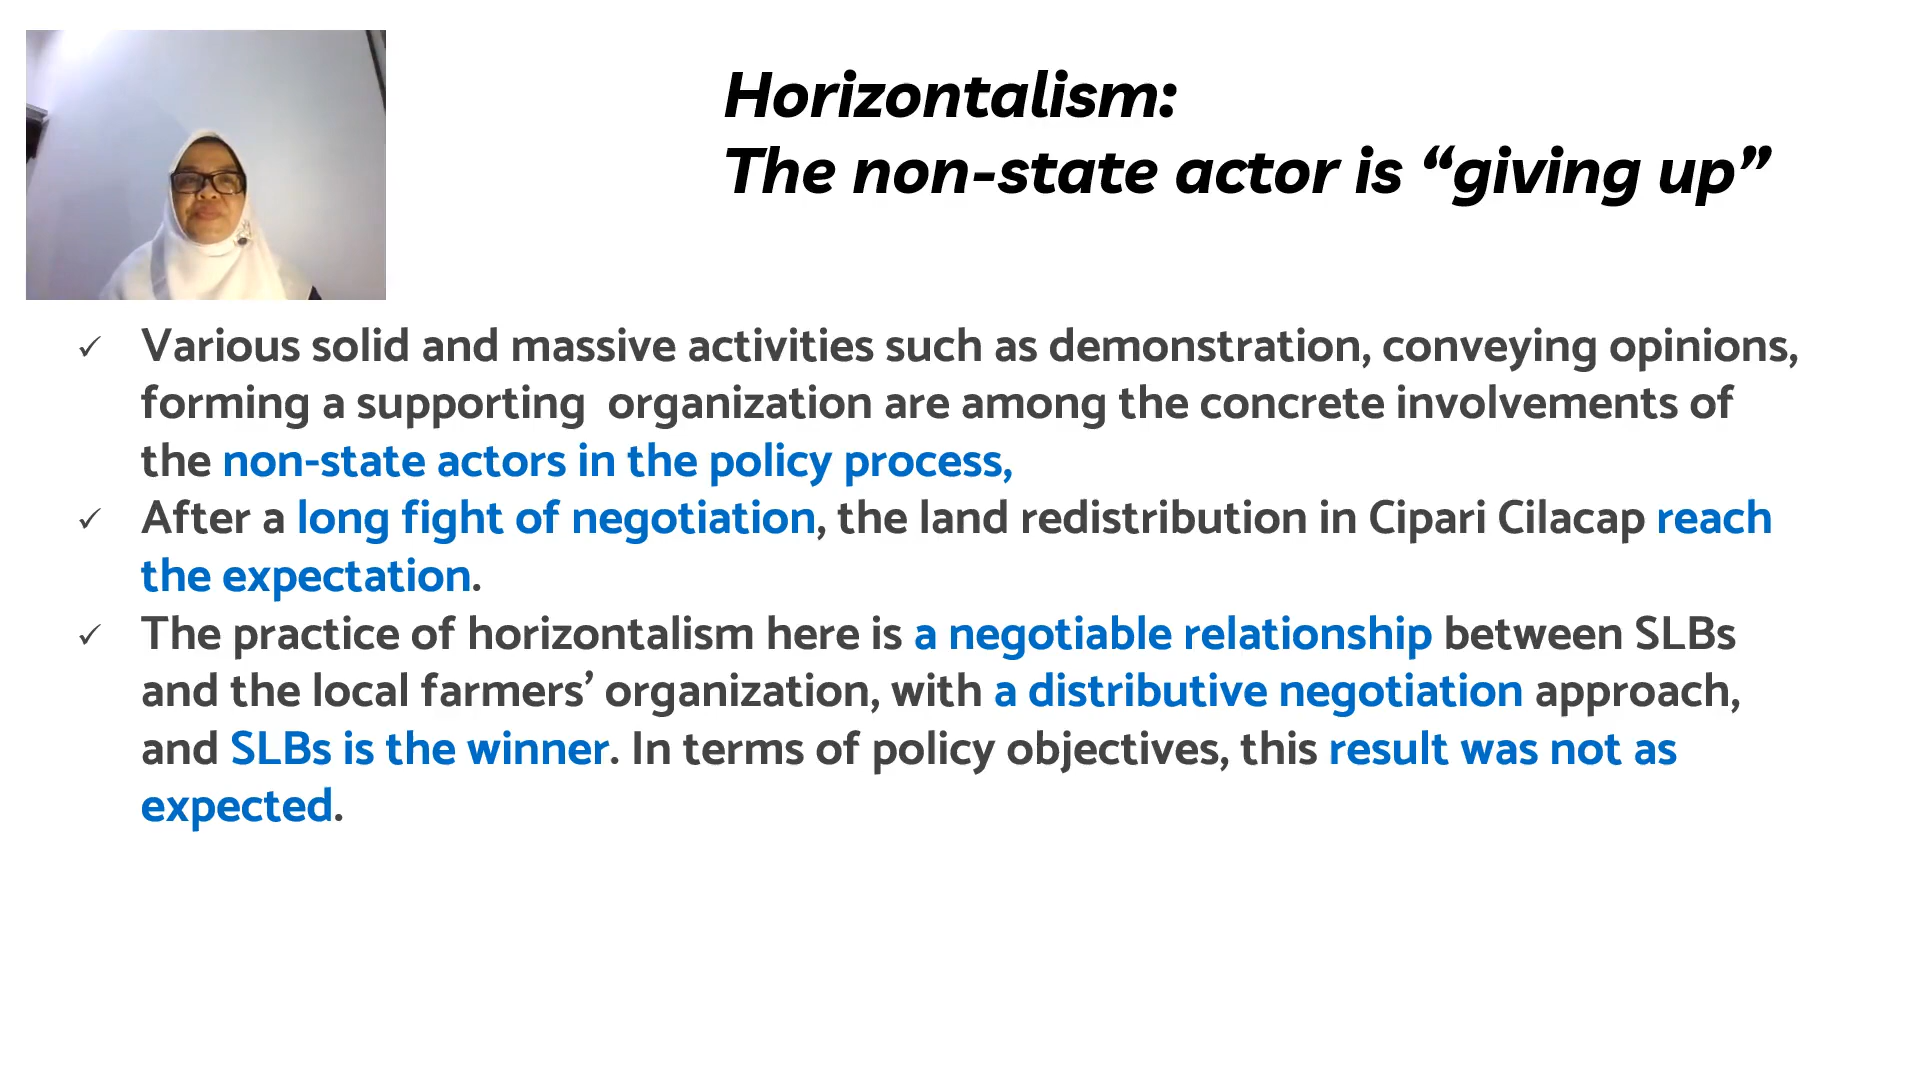 Horizontalism:
The non-state actor is “giving up”
✓ Various solid and massive activities such as demonstration, conveying opinions,
forming a supporting  organization are among the concrete involvements of
the non-state actors in the policy process,
✓ After a long fight of negotiation, the land redistribution in Cipari Cilacap reach
the expectation.
✓ The practice of horizontalism here is a negotiable relationship between SLBs
and the local farmers’ organization, with a distributive negotiation approach,
and SLBs is the winner. In terms of policy objectives, this result was not as
expected.